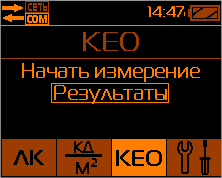 СЕТЬ
COM
14:47
КЕО
Начать измерение
Результаты
ЛК
КД
М²
КЕО